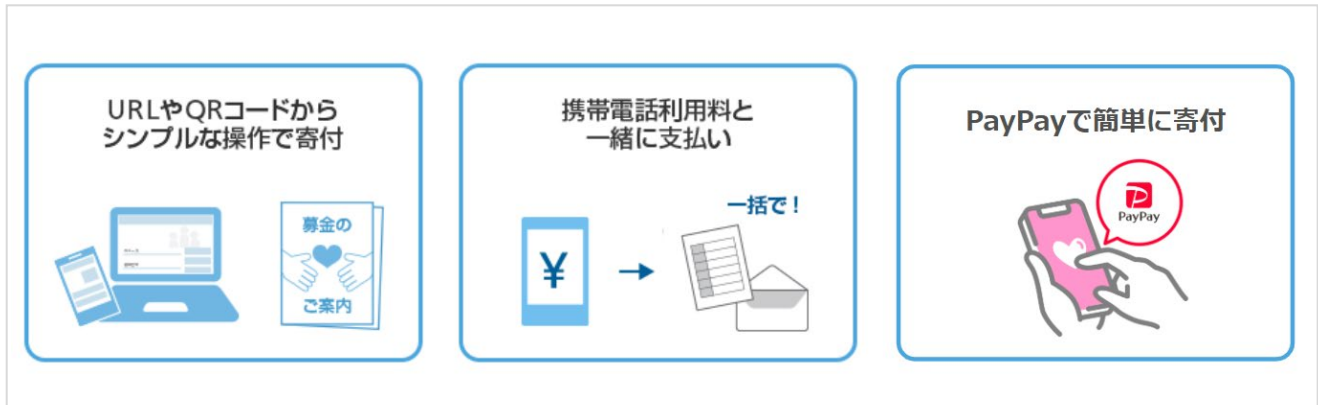 URLやQRコードから
シンプルな操作で寄付
募金の
ご案内
携帯電話利用料と
一緒に支払い
一括で！
¥
PayPayで簡単に寄付
PayPay